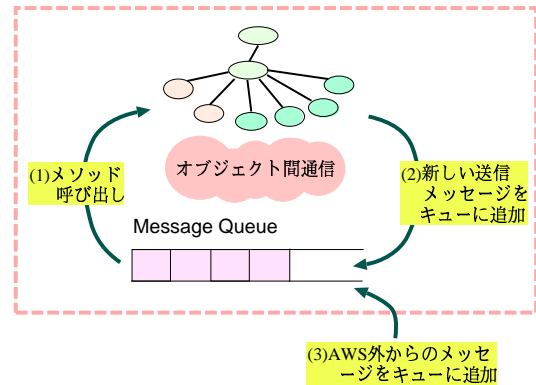 オブジェクト間通信
(1)メソッド
呼び出し
(2)新しい送信
メッセージを
キューに追加
Message Queue
(3)AWS外からのメッセ
ージをキューに追加